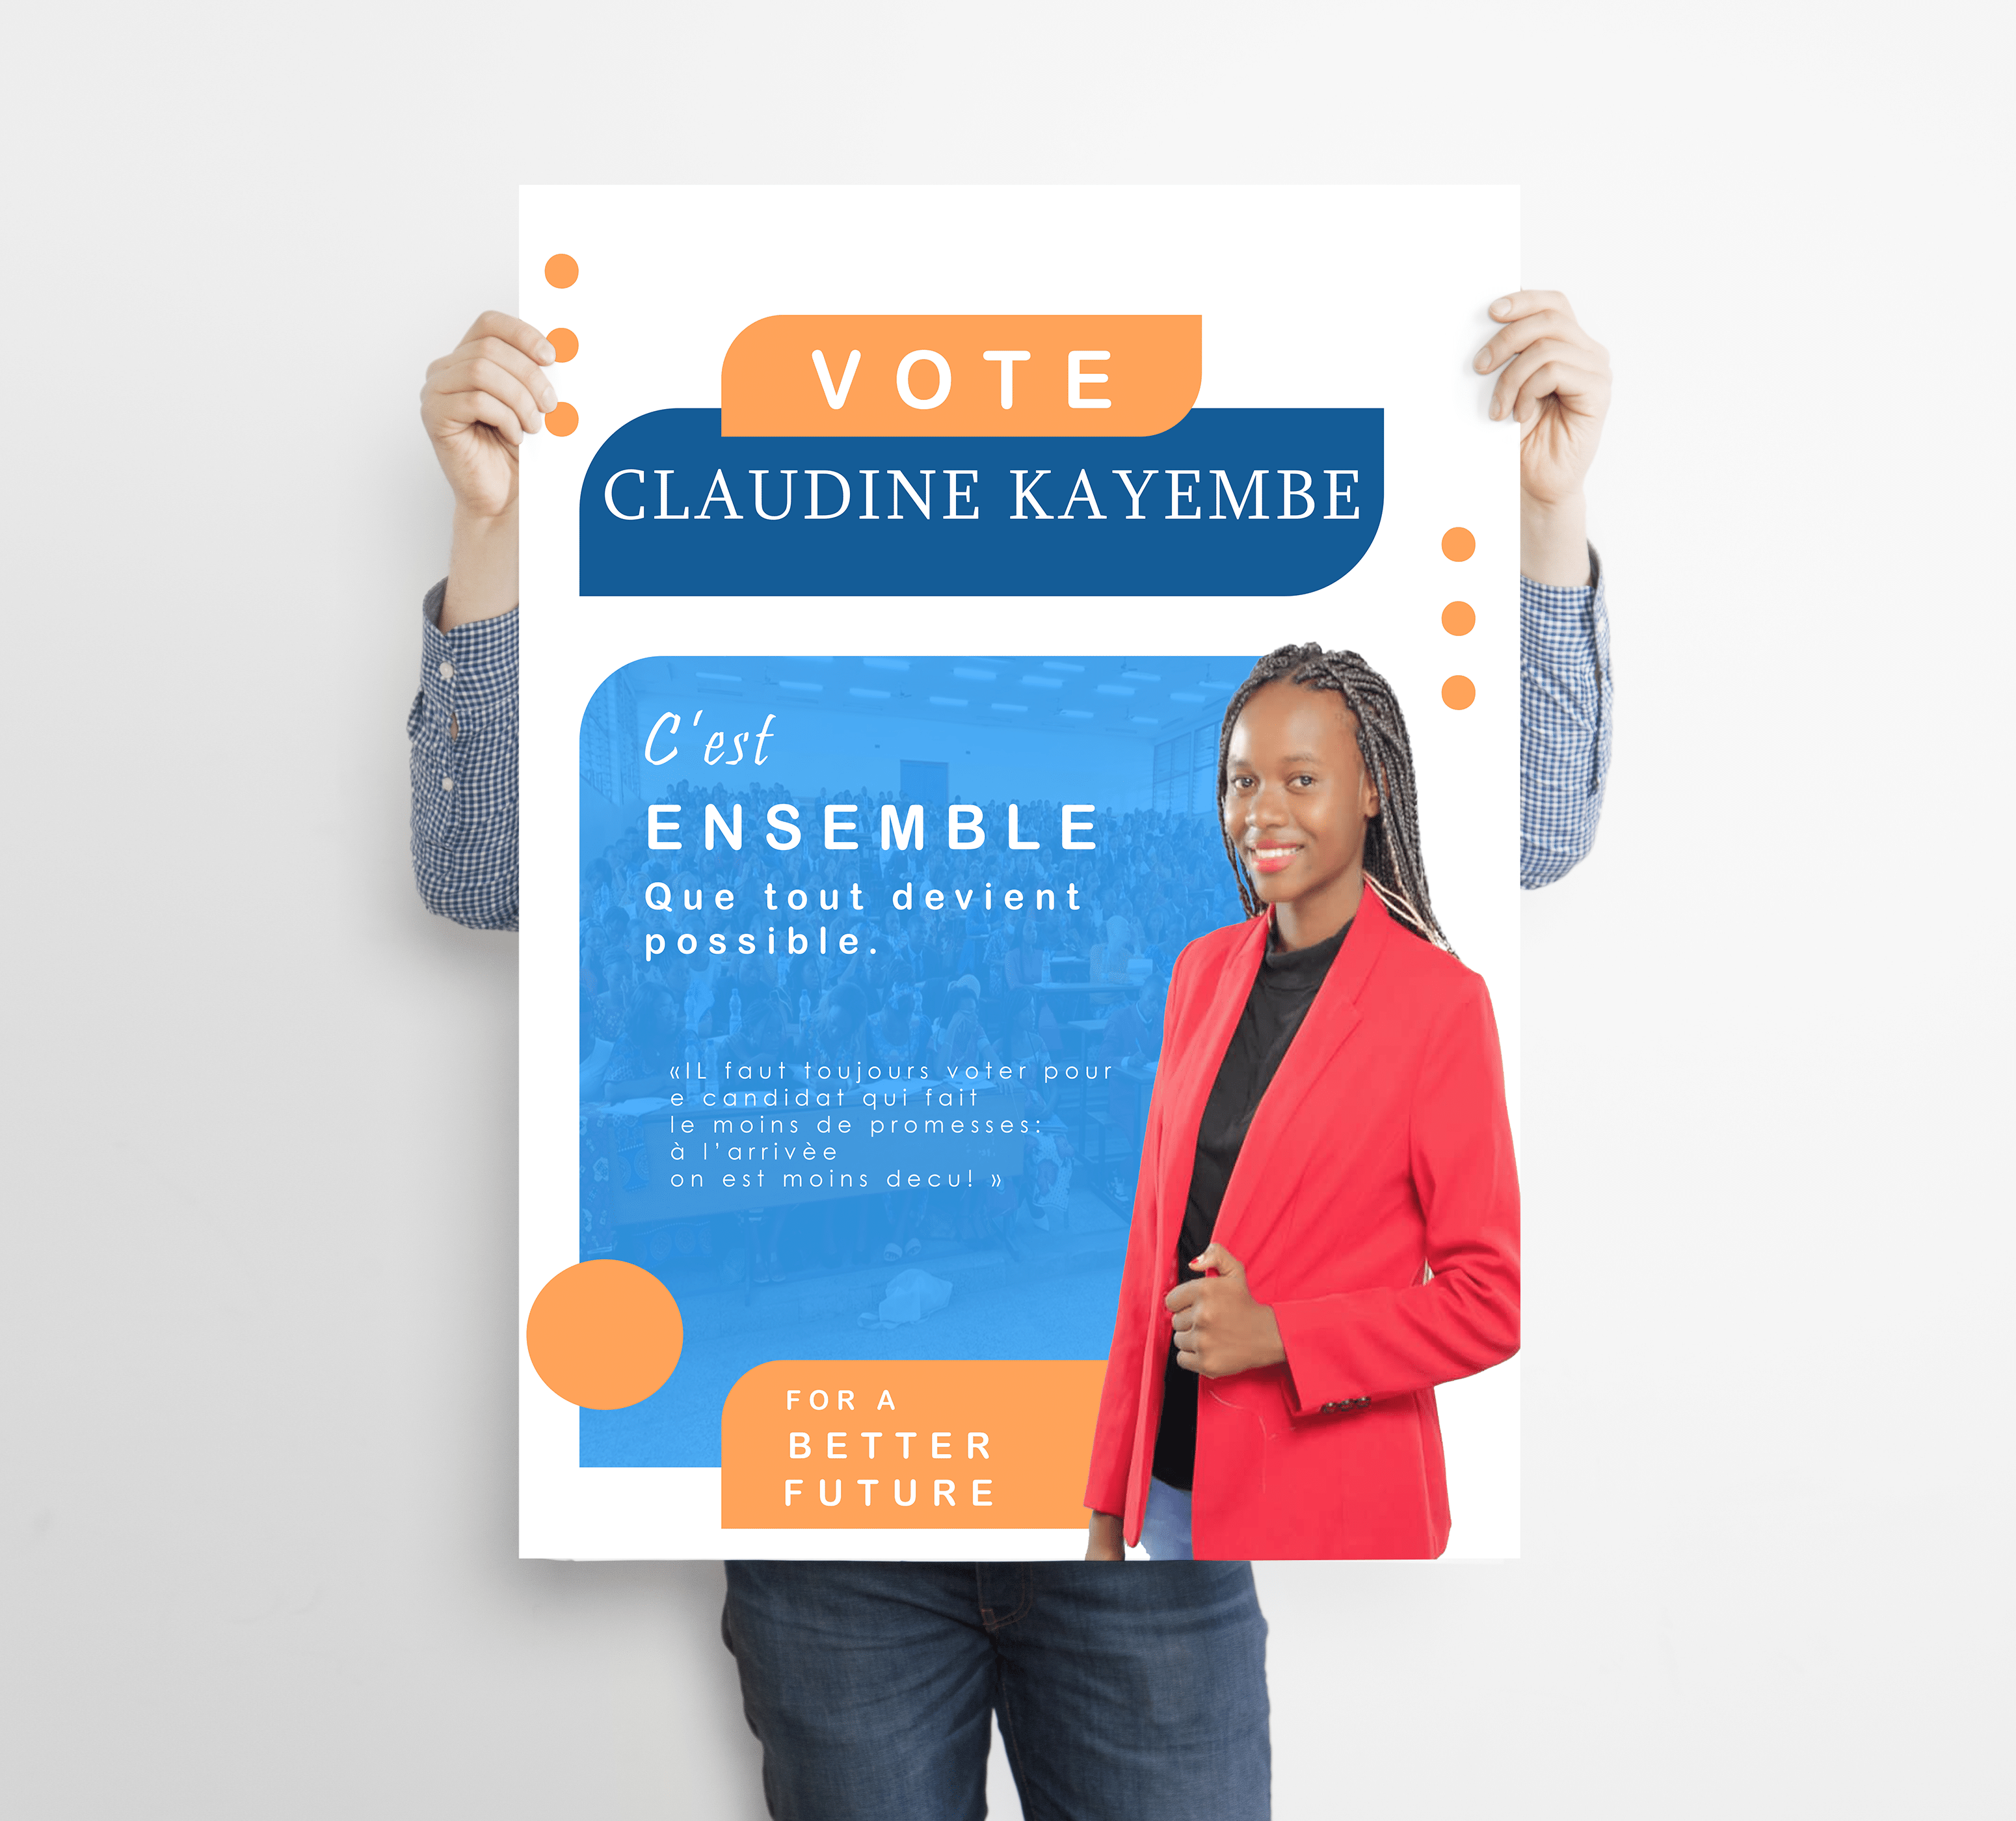 VOTE
CLAUDINE KAYEMBE
C'est
ENSEMBLE
Que tout devient
possible.
«IL faut toujours voter pour
e candidat qui fait
le moins de promesses:
à l'arrivèe
on est moins decu! »
FOR A
BETTER
FUTURE